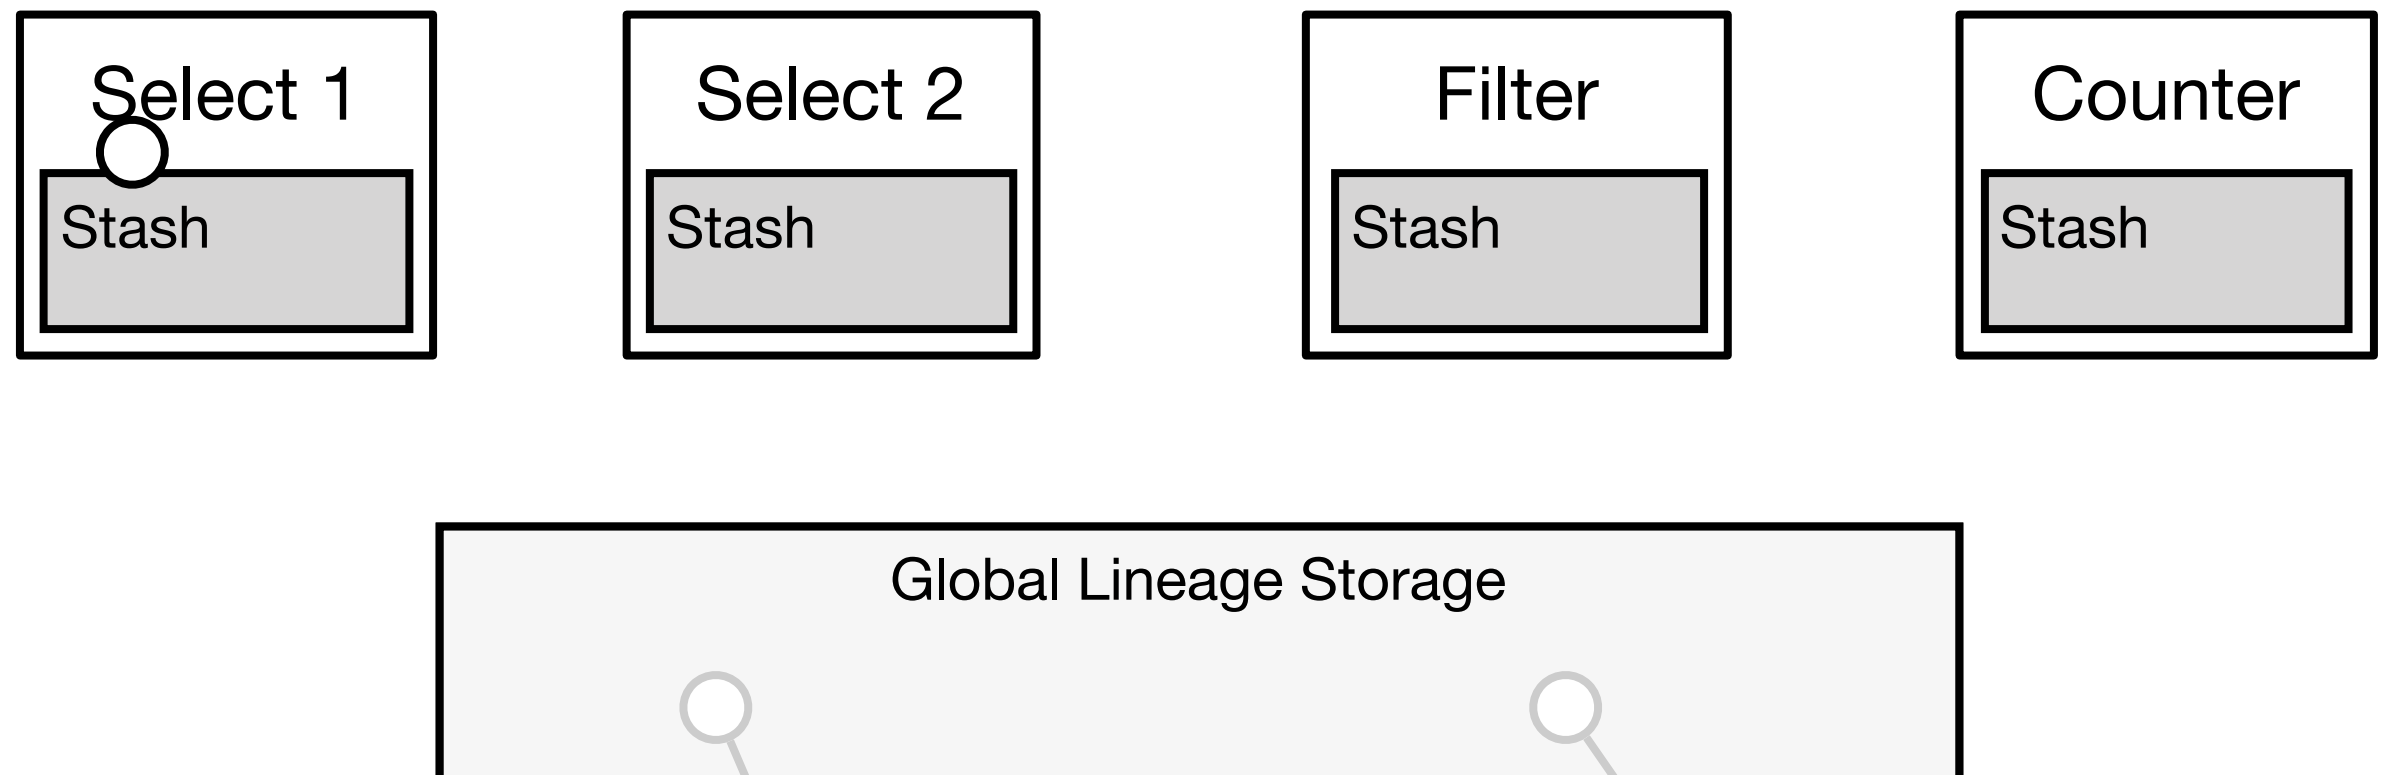 Select 1
Select 2
Filter
Counter
Stash
Stash
Stash
Stash
Global Lineage Storage